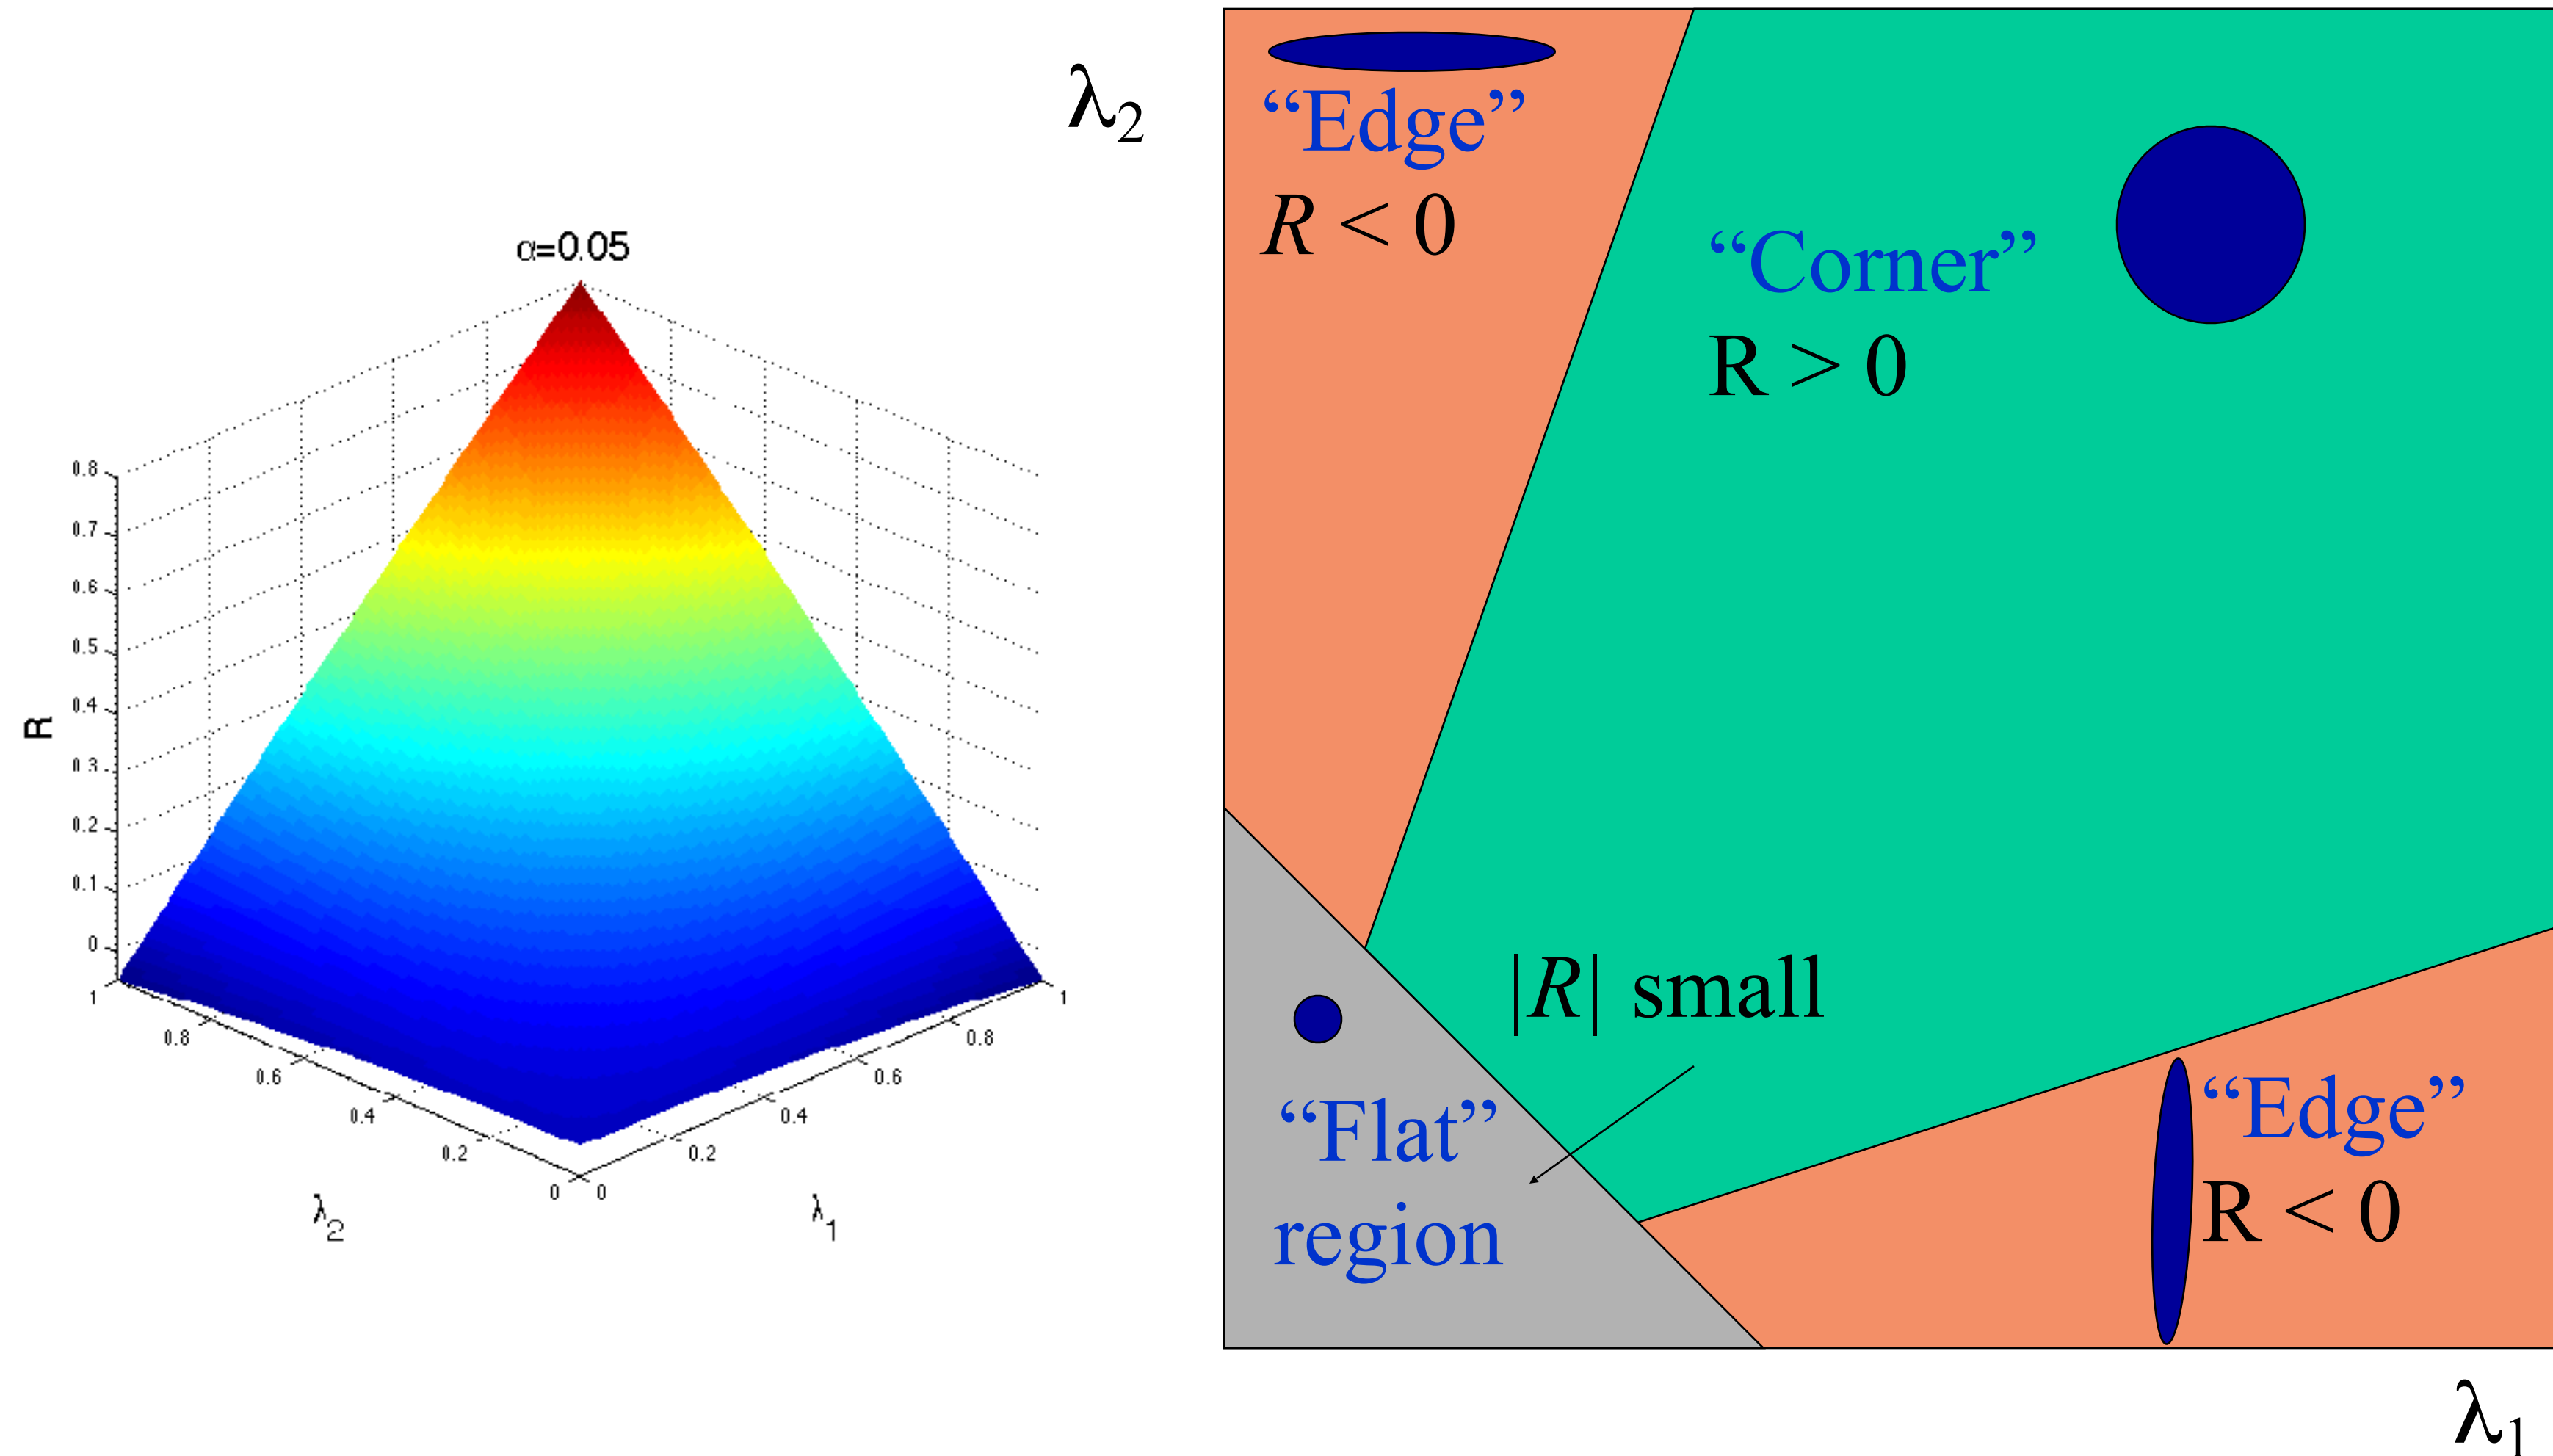 α=0.05
R
0.8
0.7
0.6
0.5
0.4
0.3
0.2
0.1
0
1
0.8
0.6
0.4
0.2
0
0
0.2
0.4
0.6
0.8
1
λ2
λ1
λ2
“Edge”
R < 0
“Corner”
R > 0
|R| small
“Flat”
region
“Edge”
R < 0
λ1